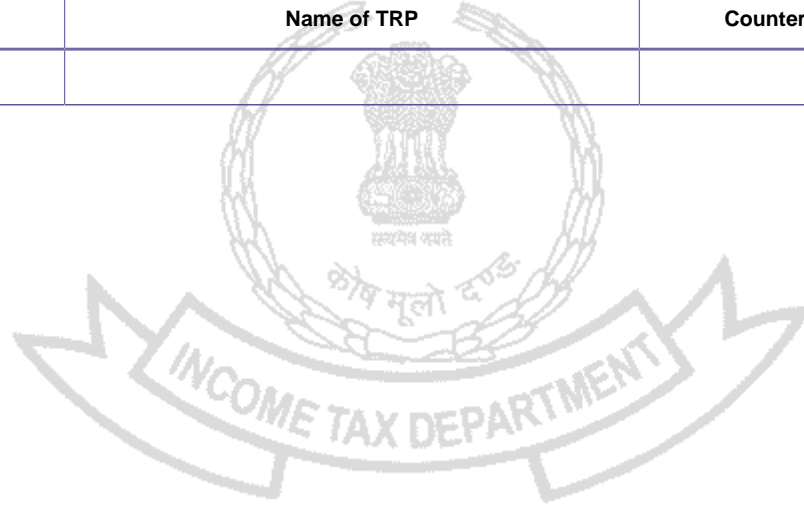 Name of TRP
Counter
सत्यमेव जयते
कोष मूलो दण्डः
INCOME TAX DEPARTMENT